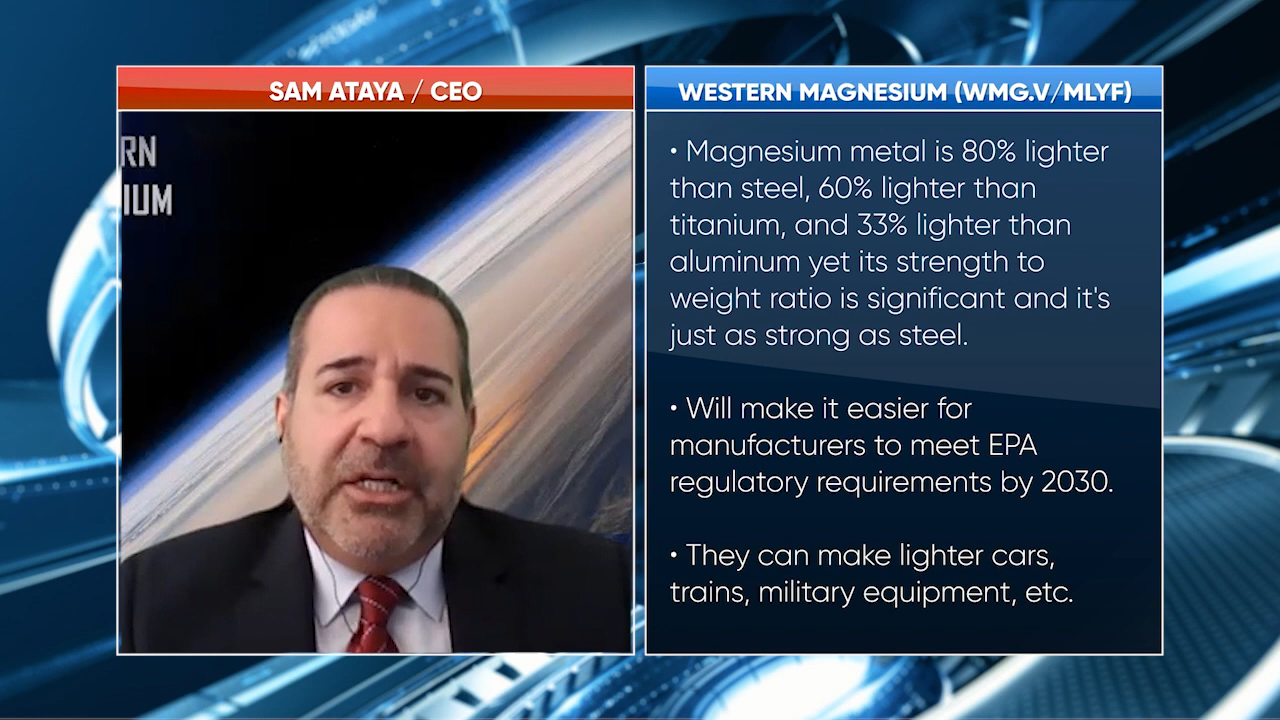 SAM ATAYA / CEO
RN
IUM
WESTERN MAGNESIUM (WMG.V/MLYF)
• Magnesium metal is 80% lighter
than steel, 60% lighter than
titanium, and 33% lighter than
aluminum yet its strength to
weight ratio is significant and it's
just as strong as steel.
• Will make it easier for
manufacturers to meet EPA
regulatory requirements by 2030.
• They can make lighter cars,
trains, military equipment, etc.